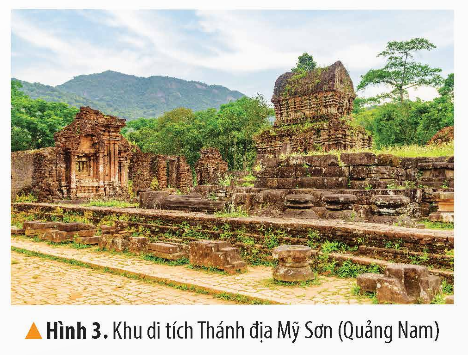 ▲ Hình 3. Khu di tích Thánh địa Mỹ Sơn (Quảng Nam)